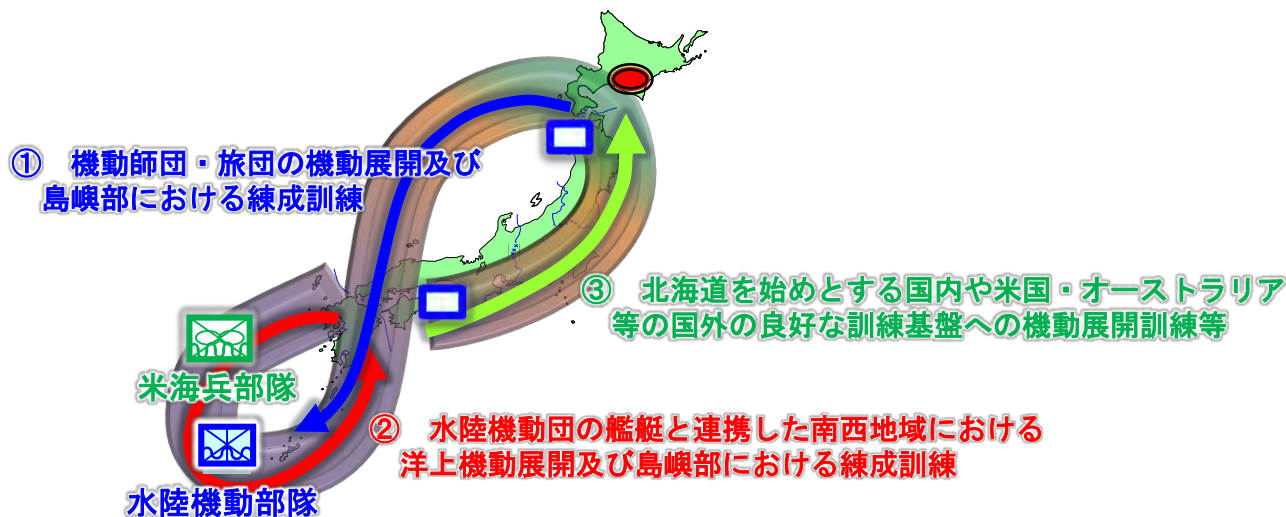 ① 機動師団・旅団の機動展開及び
島嶼部における練成訓練
③ 北海道を始めとする国内や米国・オーストラリア
等の国外の良好な訓練基盤への機動展開訓練等
米海兵部隊
② 水陸機動団の艦艇と連携した南西地域における
洋上機動展開及び島嶼部における練成訓練
水陸機動部隊